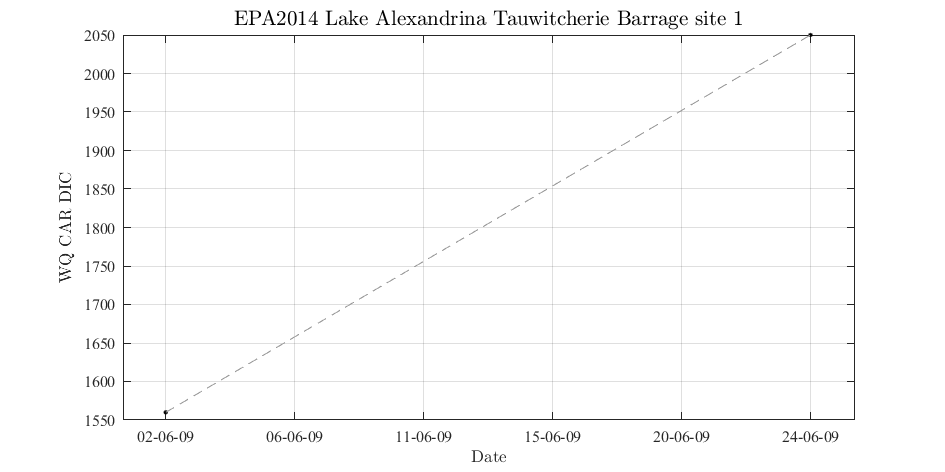 EPA2014 Lake Alexandrina Tauwitcherie Barrage site 1
2050
2000
1950
1900
1850
1800
1750
1700
1650
1600
1550
WQ CAR DIC
02-06-09 06-06-09 11-06-09 15-06-09 20-06-09 24-06-09
Date